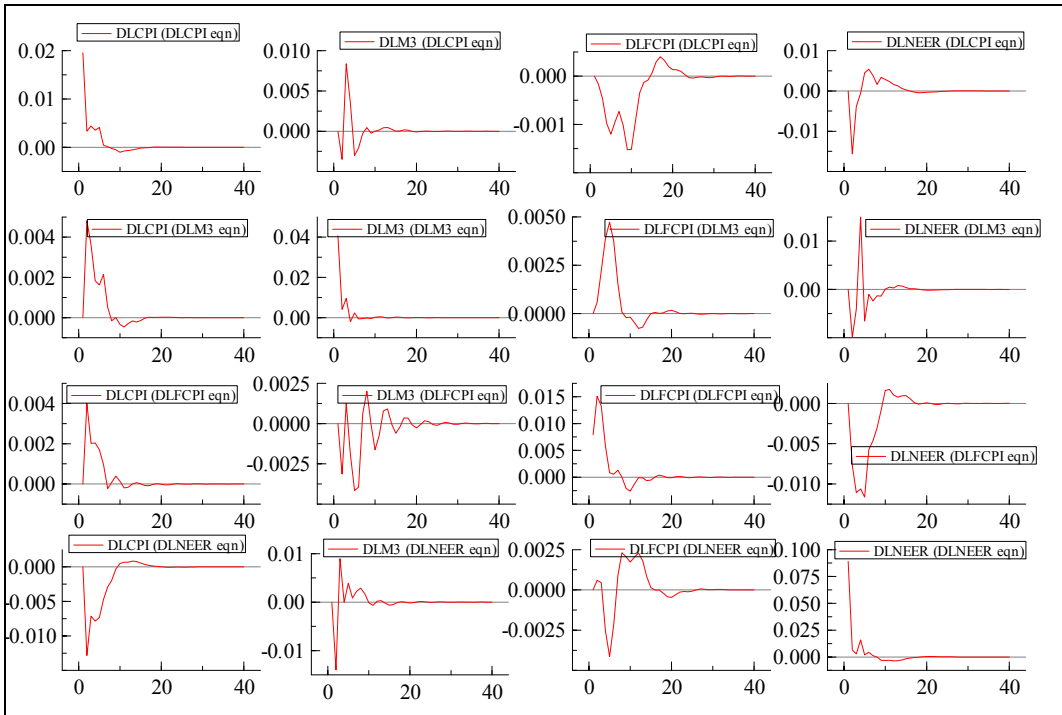 DLCPI (DLCPI eqn)
0.02
0.01
0.00
0 20 40
DLM3 (DLCPI eqn)
0.010
0.005
0.000
0 20 40
DLFCPI (DLCPI eqn)
0.000
-0.001
0 20 40
DLNEER (DLCPI eqn)
0.01
0.00
-0.01
0 20 40
DLCPI (DLM3 eqn)
0.004
0.002
0.000
0 20 40
DLM3 (DLM3 eqn)
0.04
0.02
0.00
0 20 40
DLFCPI (DLM3 eqn)
0.0050
0.0025
0.0000
0 20 40
DLNEER (DLM3 eqn)
0.01
0.00
0 20 40
DLCPI (DLFCPI eqn)
0.004
0.002
0.000
0 20 40
DLM3 (DLFCPI eqn)
0.0025
0.0000
-0.0025
0 20 40
DLFCPI (DLFCPI eqn)
0.015
0.010
0.005
0.000
0 20 40
DLNEER (DLFCPI eqn)
0.000
-0.005
-0.010
0 20 40
DLCPI (DLNEER eqn)
0.000
-0.005
-0.010
0 20 40
DLM3 (DLNEER eqn)
0.01
0.00
-0.01
0 20 40
DLFCPI (DLNEER eqn)
0.0025
0.0000
-0.0025
0 20 40
DLNEER (DLNEER eqn)
0.100
0.075
0.050
0.025
0.000
0 20 40